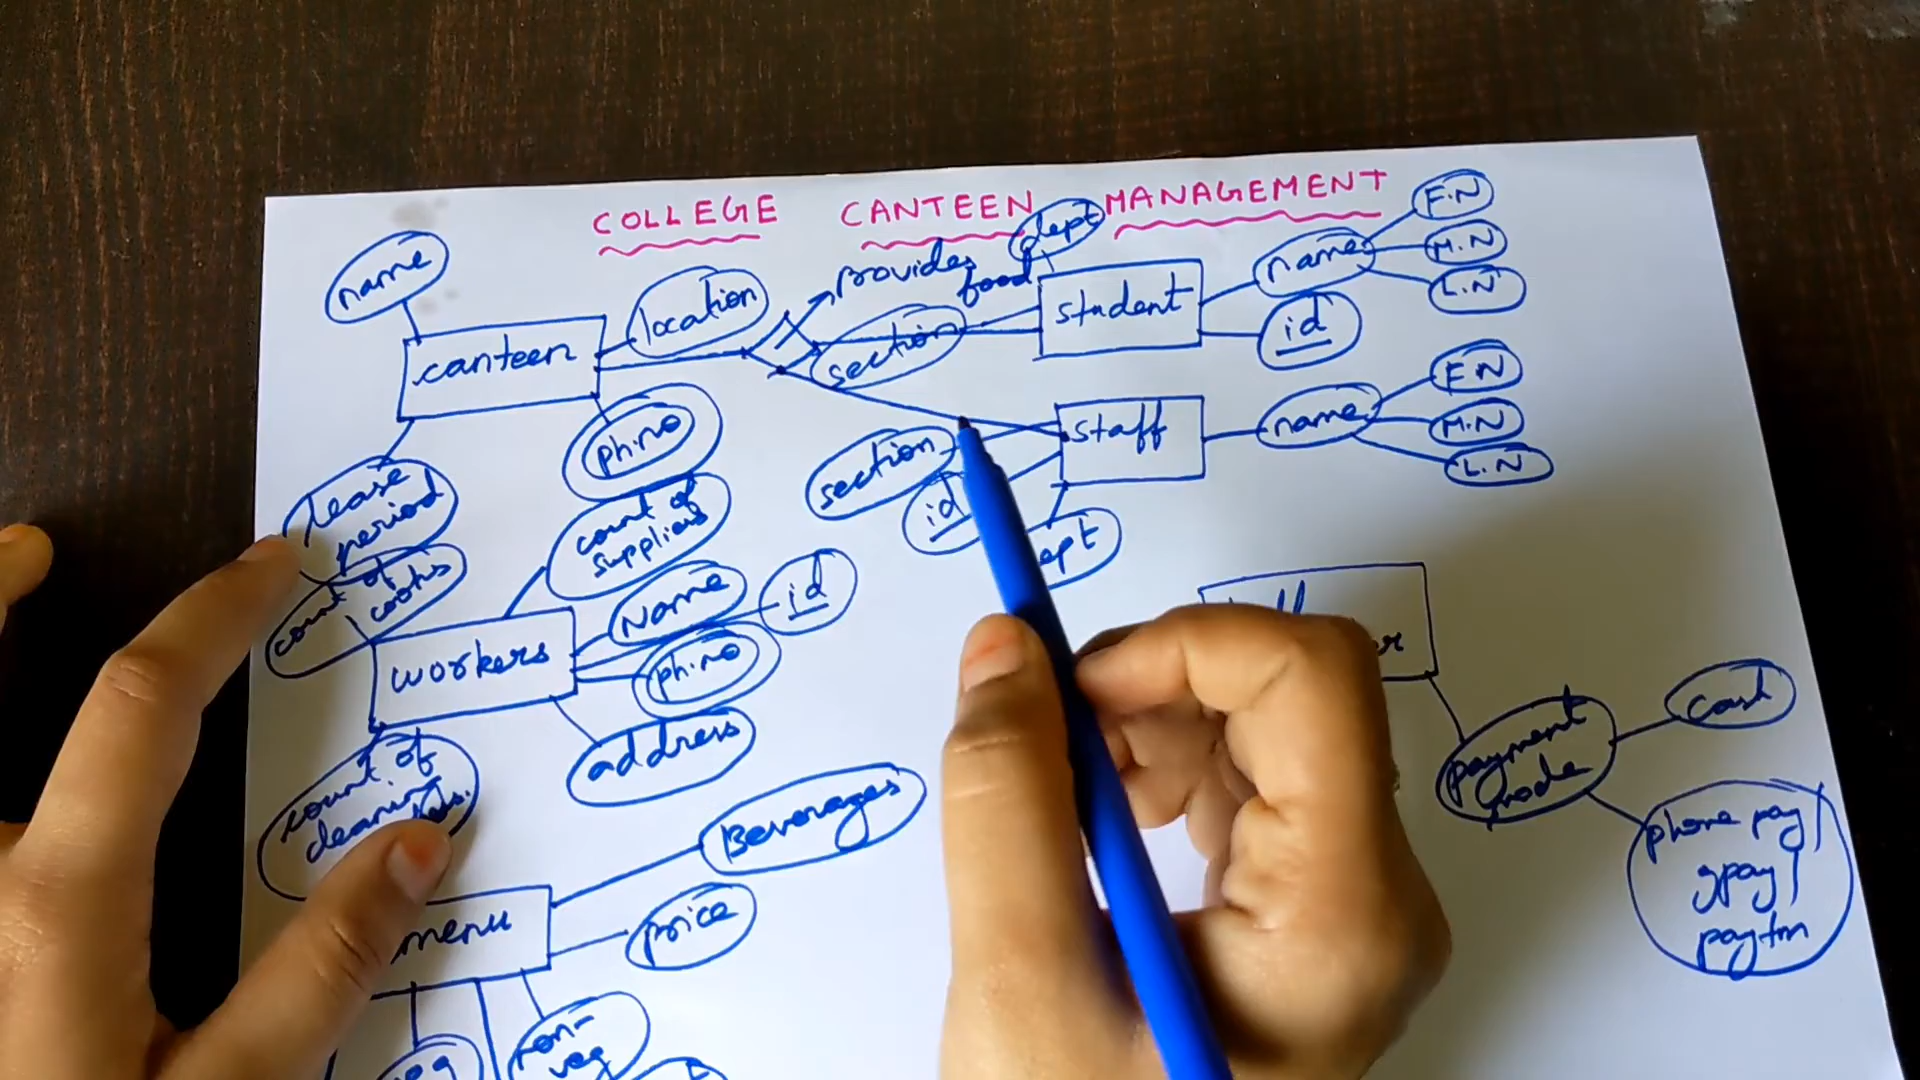 COLLEGE CANTEEN MANAGEMENT
name
canteen
location
ph.no
lease
period
provides
food
dept
section
student
name
F.N
M.N
L.N
id
staff
name
F.N
M.N
L.N
section
id
ept
count of
cooks
count of
suppliers
workers
Name
id
ph.no
address
count of
cleaning
menu
Beverages
price
non-
veg
payment
mode
cash
phone pay/
gpay/
paytm